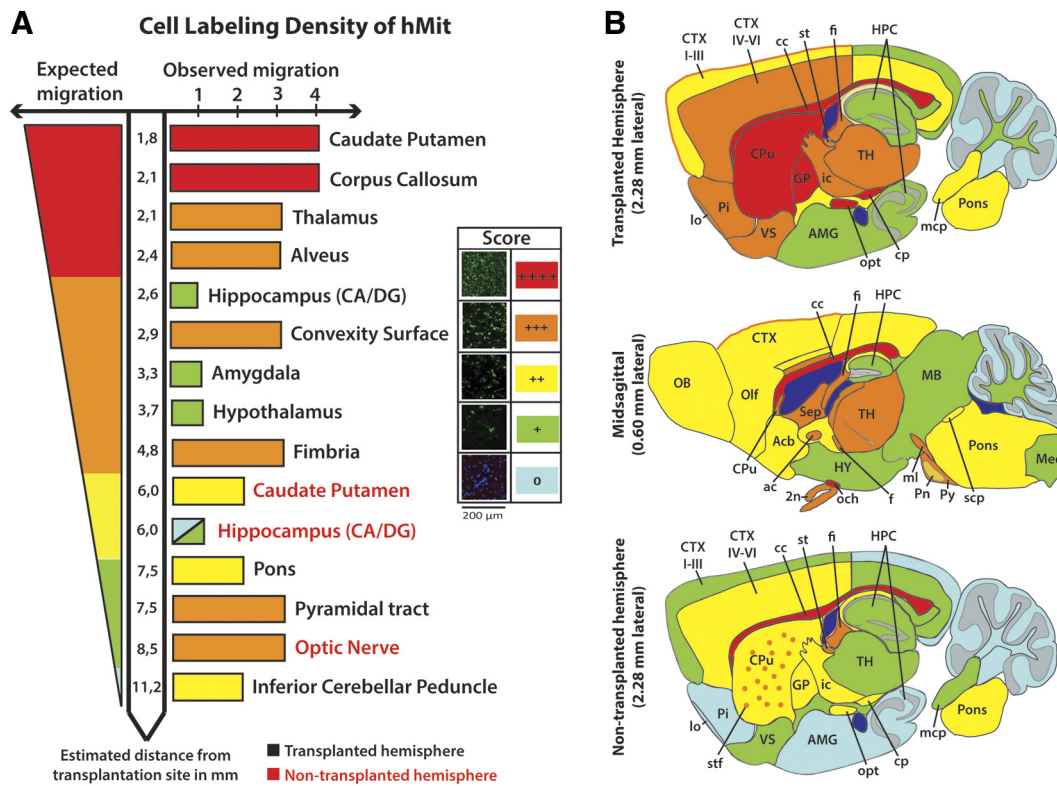 A
Cell Labeling Density of hMit
Expected
migration
Observed migration
1 2 3 4
1,8 Caudate Putamen
2,1 Corpus Callosum
2,1 Thalamus
2,4 Alveus
2,6 Hippocampus (CA/DG)
2,9 Convexity Surface
3,3 Amygdala
3,7 Hypothalamus
4,8 Fimbria
6,0 Caudate Putamen
6,0 Hippocampus (CA/DG)
7,5 Pons
7,5 Pyramidal tract
8,5 Optic Nerve
11,2 Inferior Cerebellar Peduncle
Estimated distance from
transplantation site in mm
Transplanted hemisphere
Non-transplanted hemisphere
Score
++++
+++
++
+
0
200 µm
B
Transplanted Hemisphere
(2.28 mm lateral)
CTX
I-III
CTX
IV-VI
cc
st
fi
HPC
CPu
GP
ic
TH
Pi
lo
VS
AMG
opt
cp
mcp
Pons
Midsagittal
(0.60 mm lateral)
cc
fi
HPC
CTX
OB
Olf
Sep
TH
MB
Acb
CPu
ac
HY
2n
och
f
ml
Pn
Py
scp
Pons
Med
Non-transplanted hemisphere
(2.28 mm lateral)
CTX
I-III
CTX
IV-VI
cc
st
fi
HPC
CPu
GP
ic
TH
Pi
lo
VS
stf
AMG
opt
cp
mcp
Pons